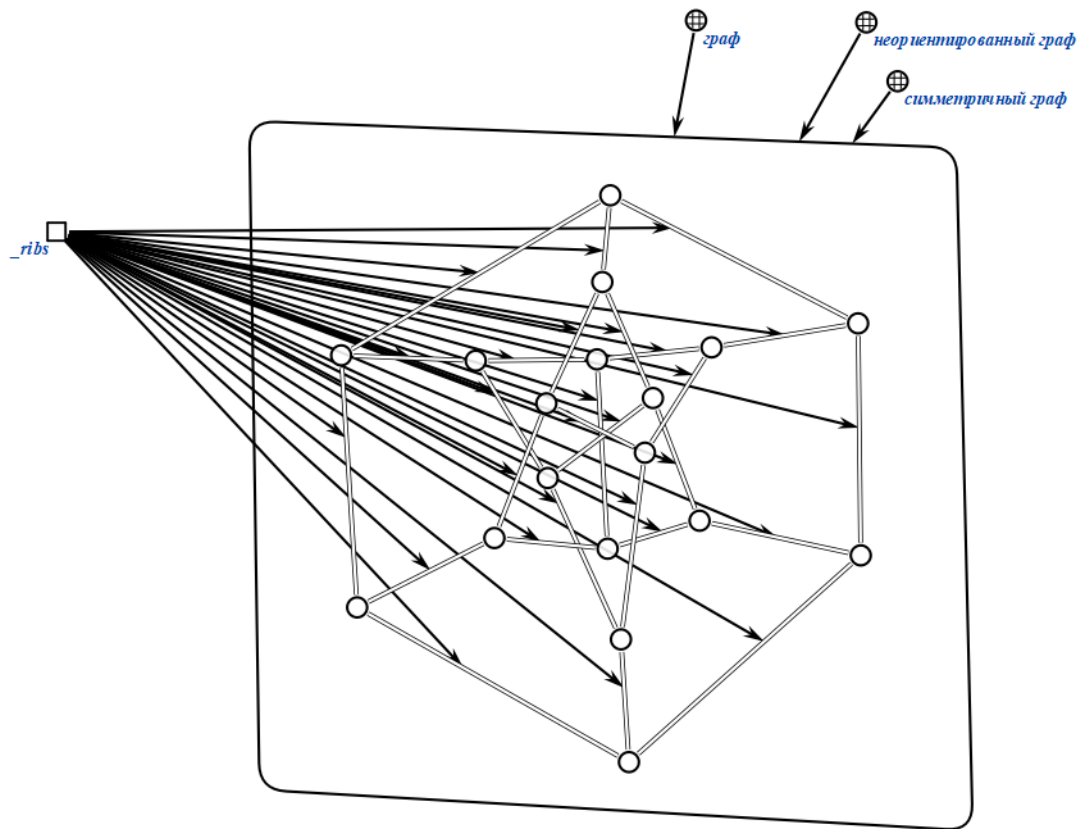 граф
неориентированный граф
симметричный граф
_ribs